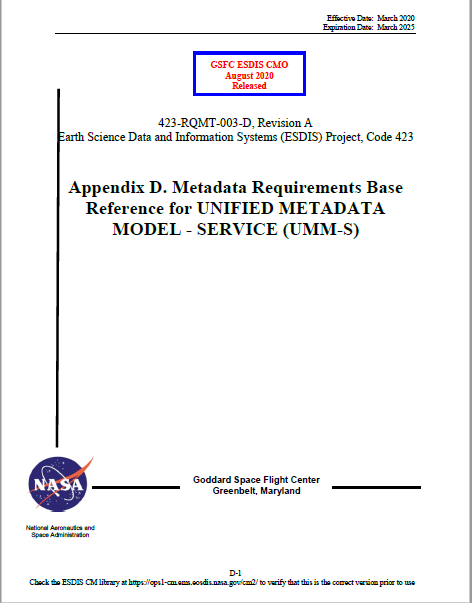 Effective Date: March 2020
Expiration Date: March 2025
GSFC ESDIS CMO
August 2020
Released
423-RQMT-003-D, Revision A
Earth Science Data and Information Systems (ESDIS) Project, Code 423
Appendix D. Metadata Requirements Base
Reference for UNIFIED METADATA
MODEL - SERVICE (UMM-S)
NASA
Goddard Space Flight Center
Greenbelt, Maryland
National Aeronautics and
Space Administration
D-1
Check the ESDIS CM library at https://ops1-cm.ems.eosdis.nasa.gov/cm2/ to verify that this is the correct version prior to use